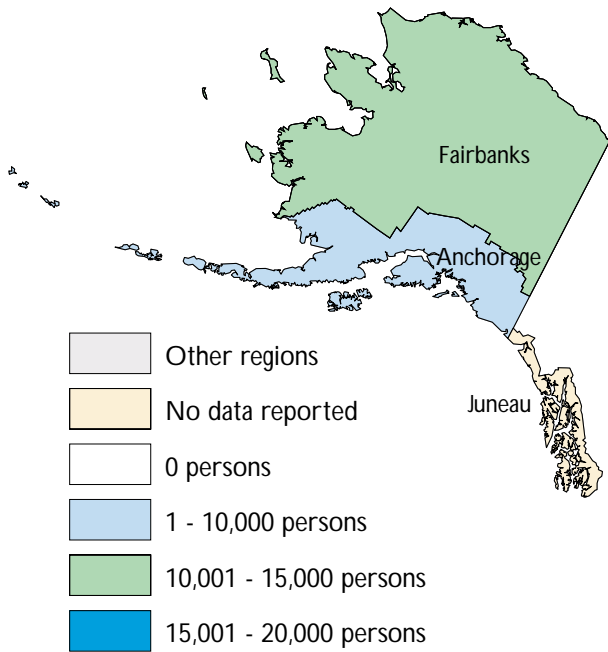 Fairbanks
Anchorage
Juneau
Other regions
No data reported
0 persons
1 - 10,000 persons
10,001 - 15,000 persons
15,001 - 20,000 persons